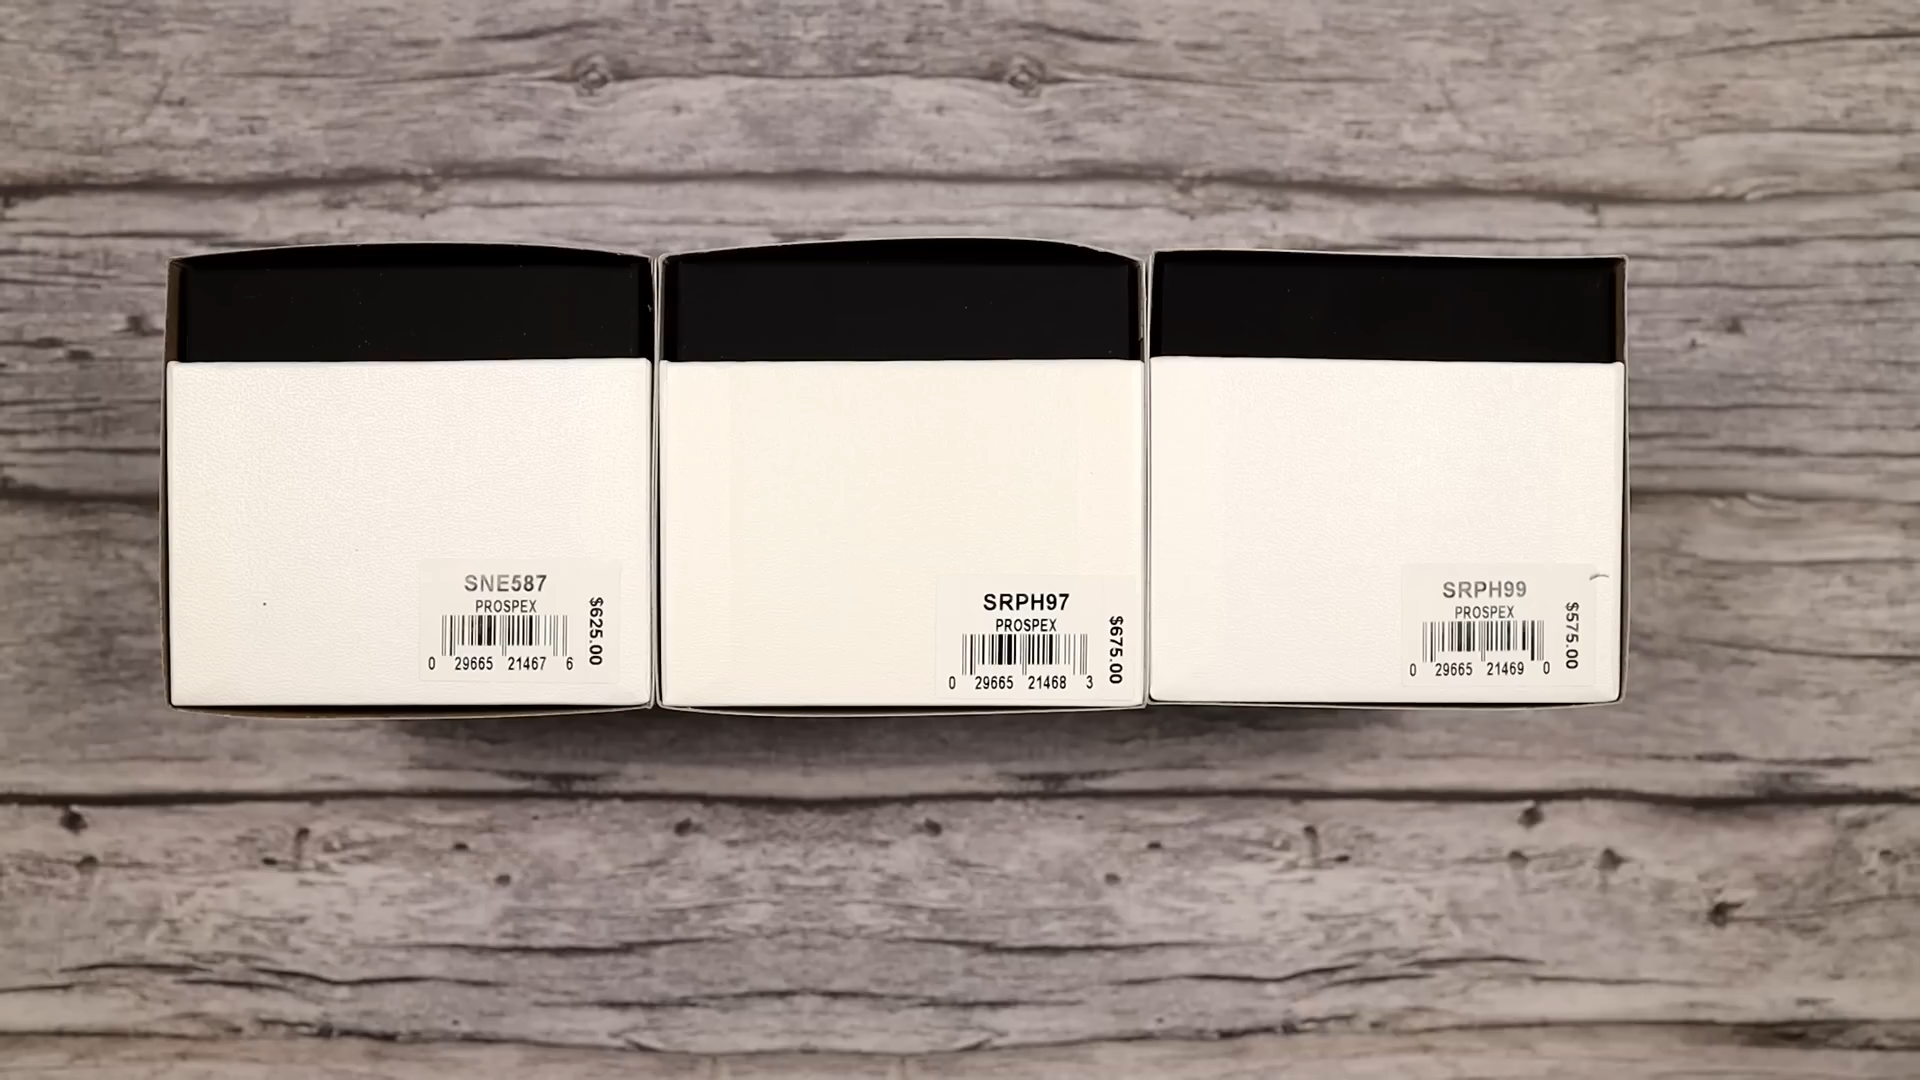 SNE587
PROSPEX
0 29665 21467 6
$625.00
SRPH97
PROSPEX
0 29665 21468 3
$675.00
SRPH99
PROSPEX
0 29665 21469 0
$575.00